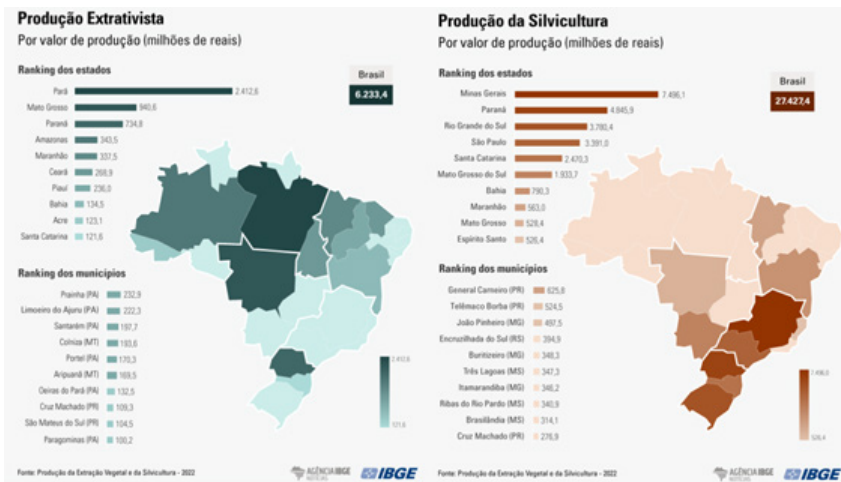 Produção Extrativista
Por valor de produção (milhões de reais)
Ranking dos estados
Brasil
6.233,4
Pará 2.412,6
Mato Grosso 940,6
Paraná 734,8
Amazonas 343,5
Maranhão 337,5
Ceará 268,9
Piauí 236,0
Bahia 134,5
Acre 123,1
Santa Catarina 121,6
Ranking dos municípios
Prainha (PA) 232,9
Limoeiro do Ajuru (PA) 222,3
Santarém (PA) 197,7
Colniza (MT) 193,6
Portel (PA) 170,3
Aripuanã (MT) 169,5
Oeiras do Pará (PA) 132,5
Cruz Machado (PR) 109,3
São Mateus do Sul (PR) 104,5
Paragominas (PA) 100,2
2.412,6
121,6
Fonte: Produção da Extração Vegetal e da Silvicultura - 2022
AGÊNCIA IBGE
NOTÍCIAS
IBGE
Produção da Silvicultura
Por valor de produção (milhões de reais)
Ranking dos estados
Brasil
27.427,4
Minas Gerais 7.496,1
Paraná 4.845,9
Rio Grande do Sul 3.780,4
São Paulo 3.391,0
Santa Catarina 2.470,3
Mato Grosso do Sul 1.933,7
Bahia 790,3
Maranhão 563,0
Mato Grosso 528,4
Espírito Santo 526,4
Ranking dos municípios
General Carneiro (PR) 625,8
Telêmaco Borba (PR) 524,5
João Pinheiro (MG) 497,5
Encruzilhada do Sul (RS) 394,9
Buritizeiro (MG) 348,3
Três Lagoas (MS) 347,3
Itamarandiba (MG) 346,2
Ribas do Rio Pardo (MS) 340,9
Brasilândia (MS) 314,1
Cruz Machado (PR) 276,9
7.496,0
526,4
Fonte: Produção da Extração Vegetal e da Silvicultura - 2022
AGÊNCIA IBGE
NOTÍCIAS
IBGE